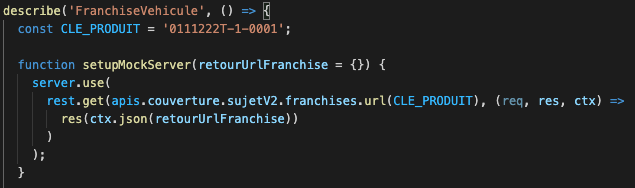 describe('FranchiseVehicule', () => {
const CLE_PRODUIT = '0111222T-1-0001';
function setupMockServer(retourUrlFranchise = {}) {
server.use(
rest.get(apis.couverture.sujetV2.franchises.url(CLE_PRODUIT), (req, res, ctx) =>
res(ctx.json(retourUrlFranchise))
)
);
}